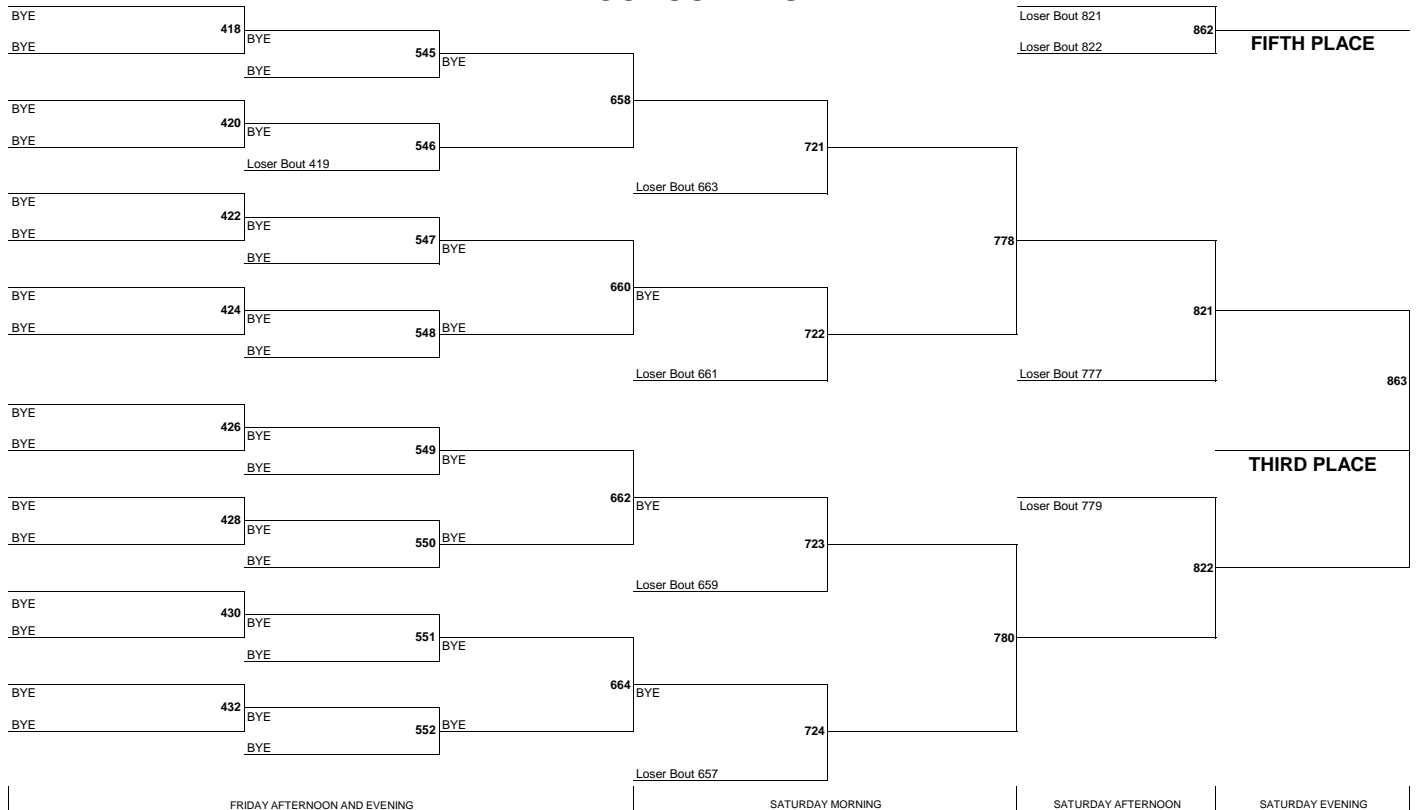 BYE
418
BYE
BYE
545
BYE
BYE
658
BYE
420
BYE
BYE
546
Loser Bout 419
721
Loser Bout 663
BYE
422
BYE
BYE
547
BYE
BYE
660
BYE
778
BYE
424
BYE
BYE
548
BYE
BYE
722
Loser Bout 661
821
Loser Bout 777
863
Loser Bout 821
862
Loser Bout 822
FIFTH PLACE
BYE
426
BYE
BYE
549
BYE
BYE
662
BYE
THIRD PLACE
BYE
428
BYE
BYE
550
BYE
BYE
723
Loser Bout 659
Loser Bout 779
822
BYE
430
BYE
BYE
551
BYE
BYE
664
BYE
780
BYE
432
BYE
BYE
552
BYE
BYE
724
Loser Bout 657
FRIDAY AFTERNOON AND EVENING
SATURDAY MORNING
SATURDAY AFTERNOON
SATURDAY EVENING